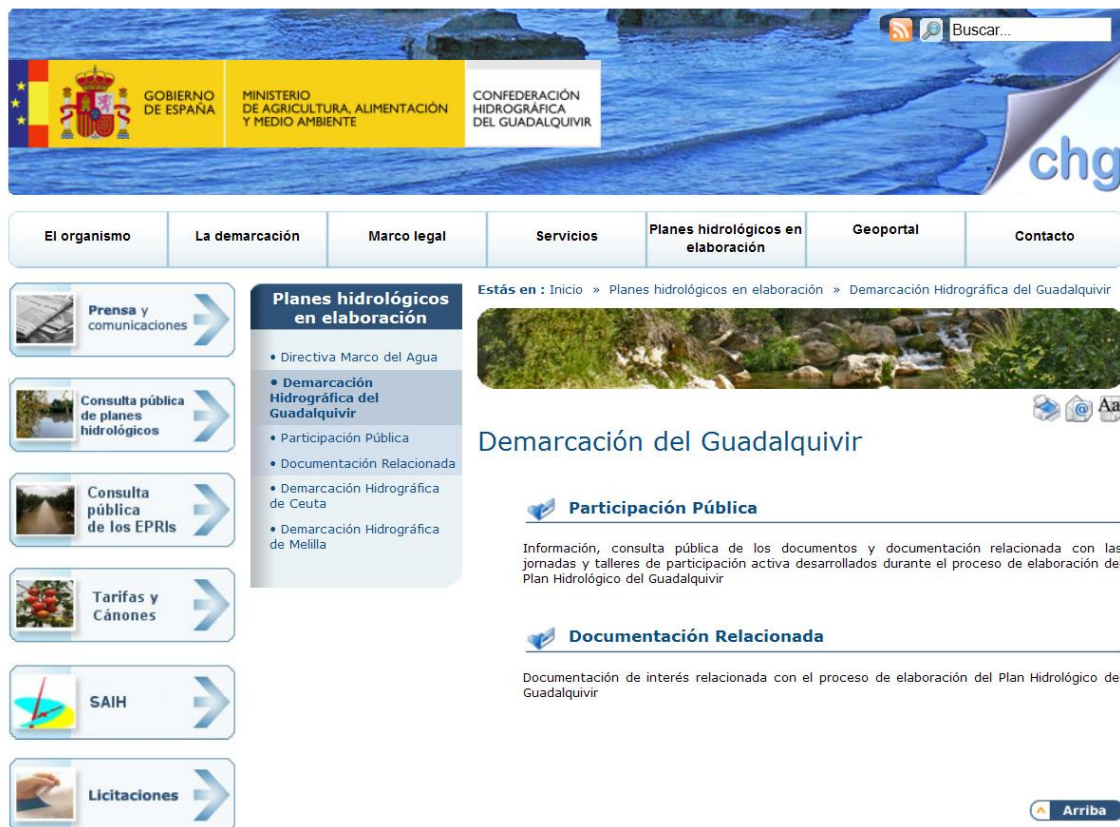 Buscar...
GOBIERNO
DE ESPAÑA
MINISTERIO
DE AGRICULTURA, ALIMENTACIÓN
Y MEDIO AMBIENTE
CONFEDERACIÓN
HIDROGRÁFICA
DEL GUADALQUIVIR
chg
El organismo
La demarcación
Marco legal
Servicios
Planes hidrológicos en
elaboración
Geoportal
Contacto
Prensa y
comunicaciones
Consulta pública
de planes
hidrológicos
Consulta
pública
de los EPRIs
Tarifas y
Cánones
SAIH
Licitaciones
Planes hidrológicos
en elaboración
• Directiva Marco del Agua
• Demarcación
Hidrográfica del
Guadalquivir
• Participación Pública
• Documentación Relacionada
• Demarcación Hidrográfica
de Ceuta
• Demarcación Hidrográfica
de Melilla
Estás en : Inicio » Planes hidrológicos en elaboración » Demarcación Hidrográfica del Guadalquivir
@ Aa
Demarcación del Guadalquivir
Participación Pública
Información, consulta pública de los documentos y documentación relacionada con las
jornadas y talleres de participación activa desarrollados durante el proceso de elaboración de
Plan Hidrológico del Guadalquivir
Documentación Relacionada
Documentación de interés relacionada con el proceso de elaboración del Plan Hidrológico de
Guadalquivir
Arriba